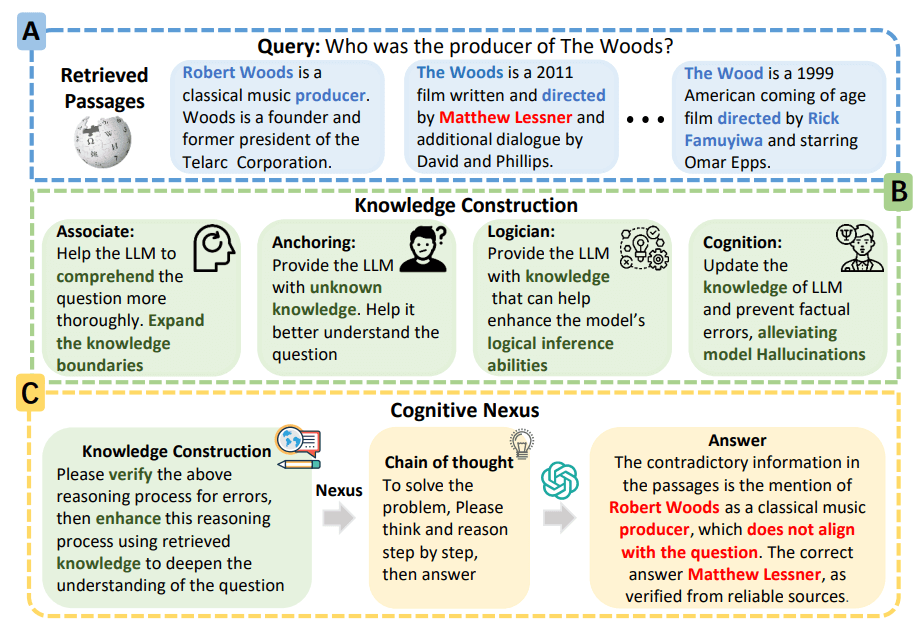 A
Query: Who was the producer of The Woods?
Retrieved
Passages
Robert Woods is a
classical music producer.
Woods is a founder and
former president of the
Telarc Corporation.
The Woods is a 2011
film written and directed
by Matthew Lessner and
additional dialogue by
David and Phillips.
The Wood is a 1999
American coming of age
film directed by Rick
Famuyiwa and starring
Omar Epps.
B
Knowledge Construction
Associate:
Help the LLM to
comprehend the
question more
thoroughly. Expand
the knowledge
boundaries
Anchoring:
Provide the LLM
with unknown
knowledge. Help it
better understand the
question
Logician:
Provide the LLM
with knowledge
that can help
enhance the model's
logical inference
abilities
Cognition:
Update the
knowledge of LLM
and prevent factual
errors, alleviating
model Hallucinations
C
Cognitive Nexus
Knowledge Construction
Please verify the above
reasoning process for errors,
then enhance this reasoning
process using retrieved
knowledge to deepen the
understanding of the question
Nexus
Chain of thought
To solve the
problem, Please
think and reason
step by step,
then answer
Answer
The contradictory information in
the passages is the mention of
Robert Woods as a classical music
producer, which does not align
with the question. The correct
answer Matthew Lessner, as
verified from reliable sources.